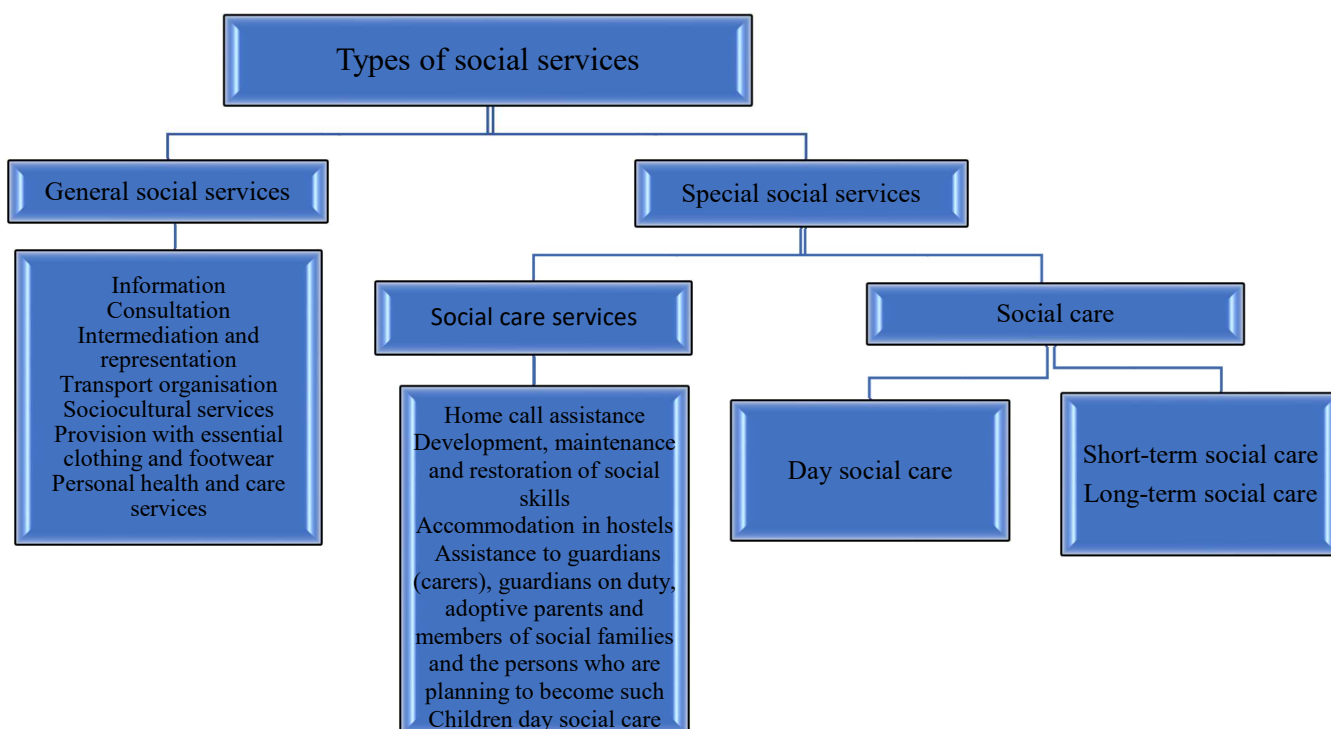 Types of social services
General social services
Special social services
Information
Consultation
Intermediation and
representation
Transport organisation
Sociocultural services
Provision with essential
clothing and footwear
Personal health and care
services
Social care services
Social care
Home call assistance
Development, maintenance
and restoration of social
skills
Accommodation in hostels
Assistance to guardians
(carers), guardians on duty,
adoptive parents and
members of social families
and the persons who are
planning to become such
Children day social care
Day social care
Short-term social care
Long-term social care